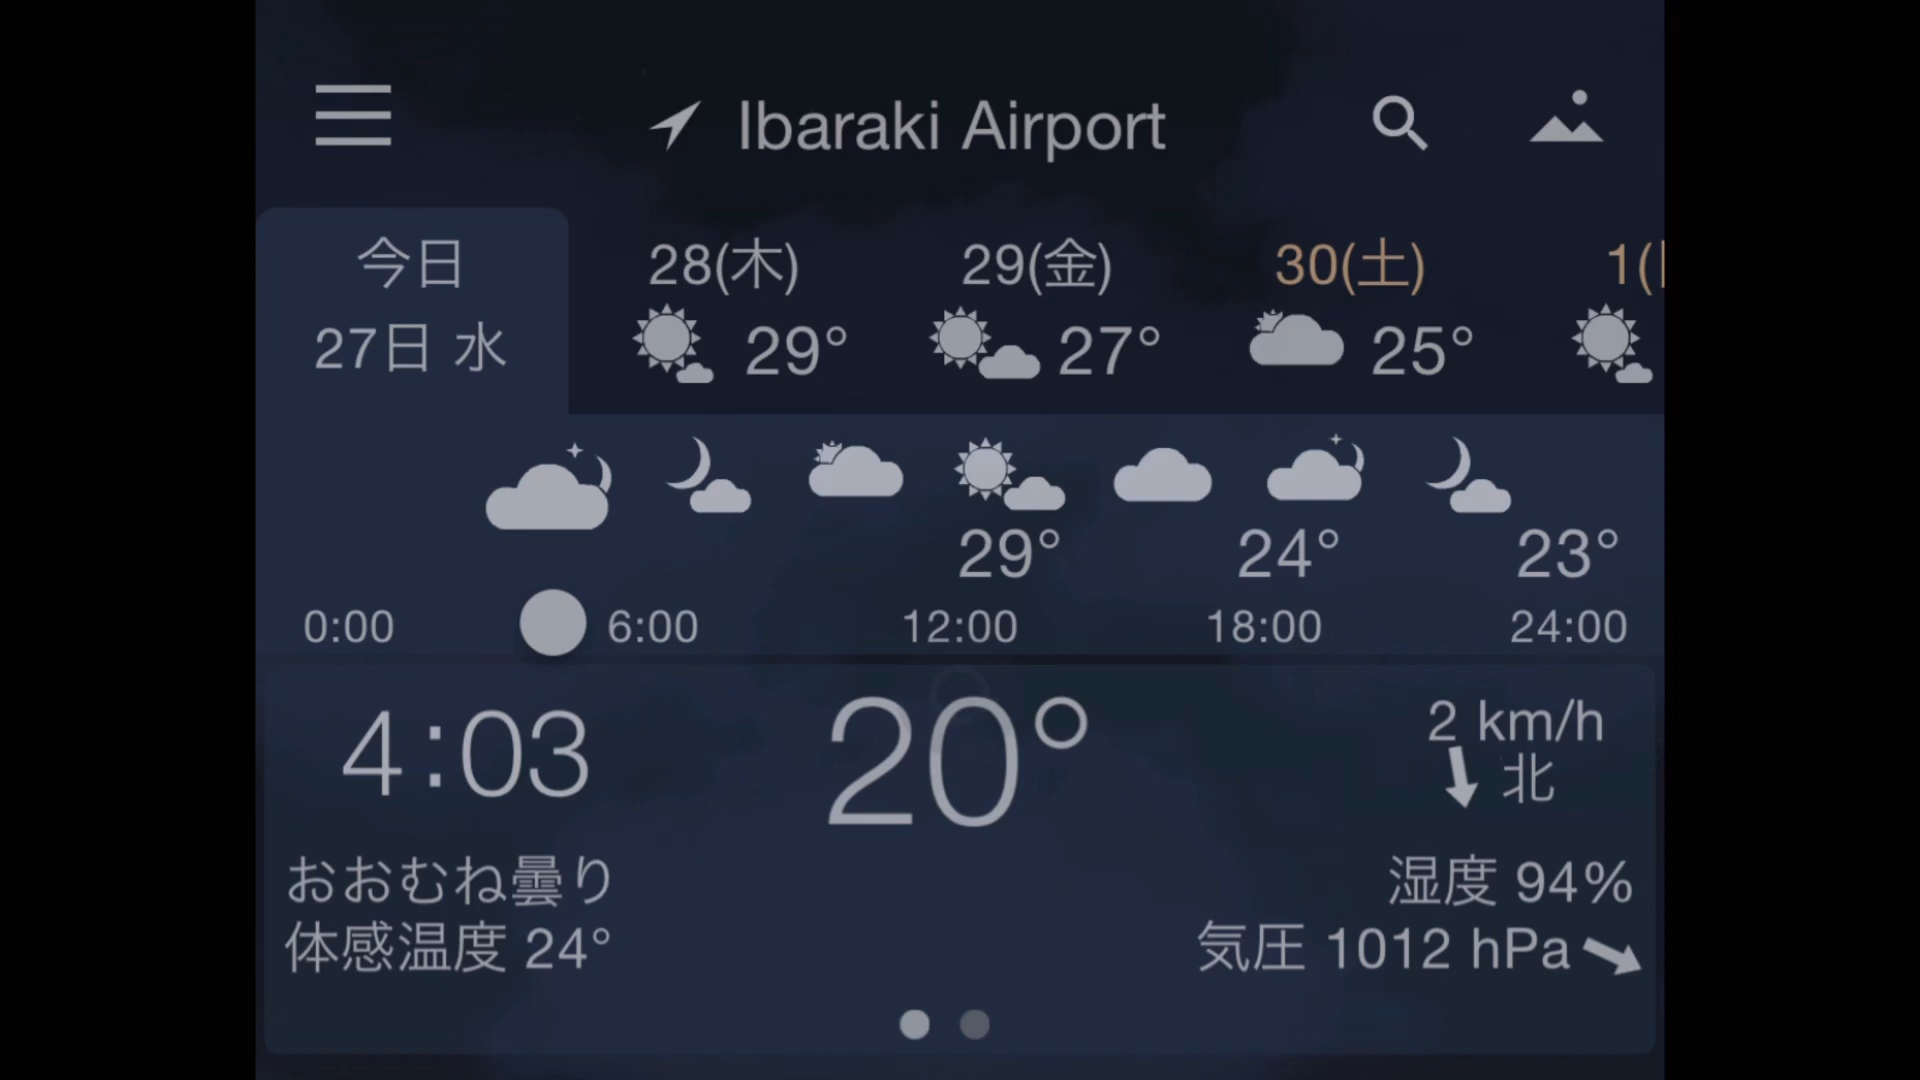 Ibaraki Airport
今日
27日 水
28(木)
29°
29(金)
27°
30(土)
25°
1(
29°
24°
23°
0:00
6:00
12:00
18:00
24:00
4:03
20°
2 km/h
北
おおむね曇り
体感温度 24°
湿度 94%
気圧 1012 hPa